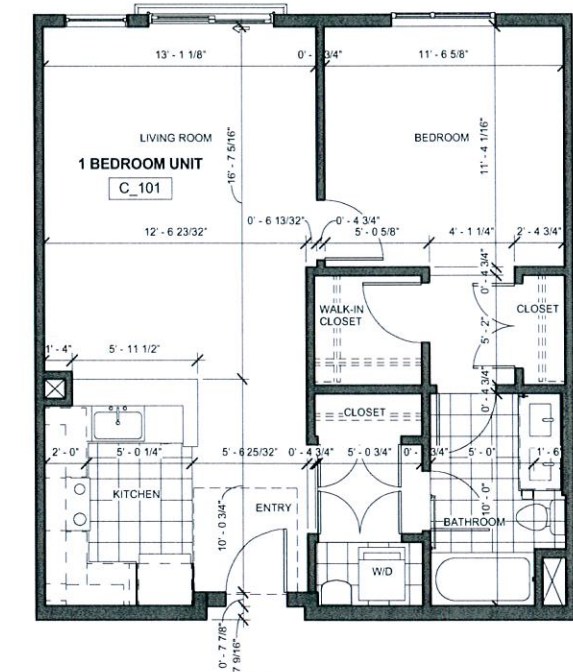 13' - 1 1/8"
11' - 6 5/8"
LIVING ROOM
1 BEDROOM UNIT
C_101
16' - 7 5/16"
BEDROOM
11' - 4 1/16"
0' - 6 13/32"
0' - 4 3/4"
12' - 6 23/32"
5' - 0 5/8"
4' - 1 1/4"
2' - 4 3/4"
0' - 4 3/4"
WALK-IN
CLOSET
CLOSET
5' - 2"
1' - 4"
5' - 11 1/2"
0' - 4 3/4"
CLOSET
2' - 0"
5' - 0 1/4"
5' - 6 25/32"
0' - 4 3/4"
5' - 0 3/4"
5' - 0"
1' - 6"
KITCHEN
10' - 0 3/4"
ENTRY
10' - 0"
BATHROOM
W/D
0' - 7 7/8"
7 9/16"